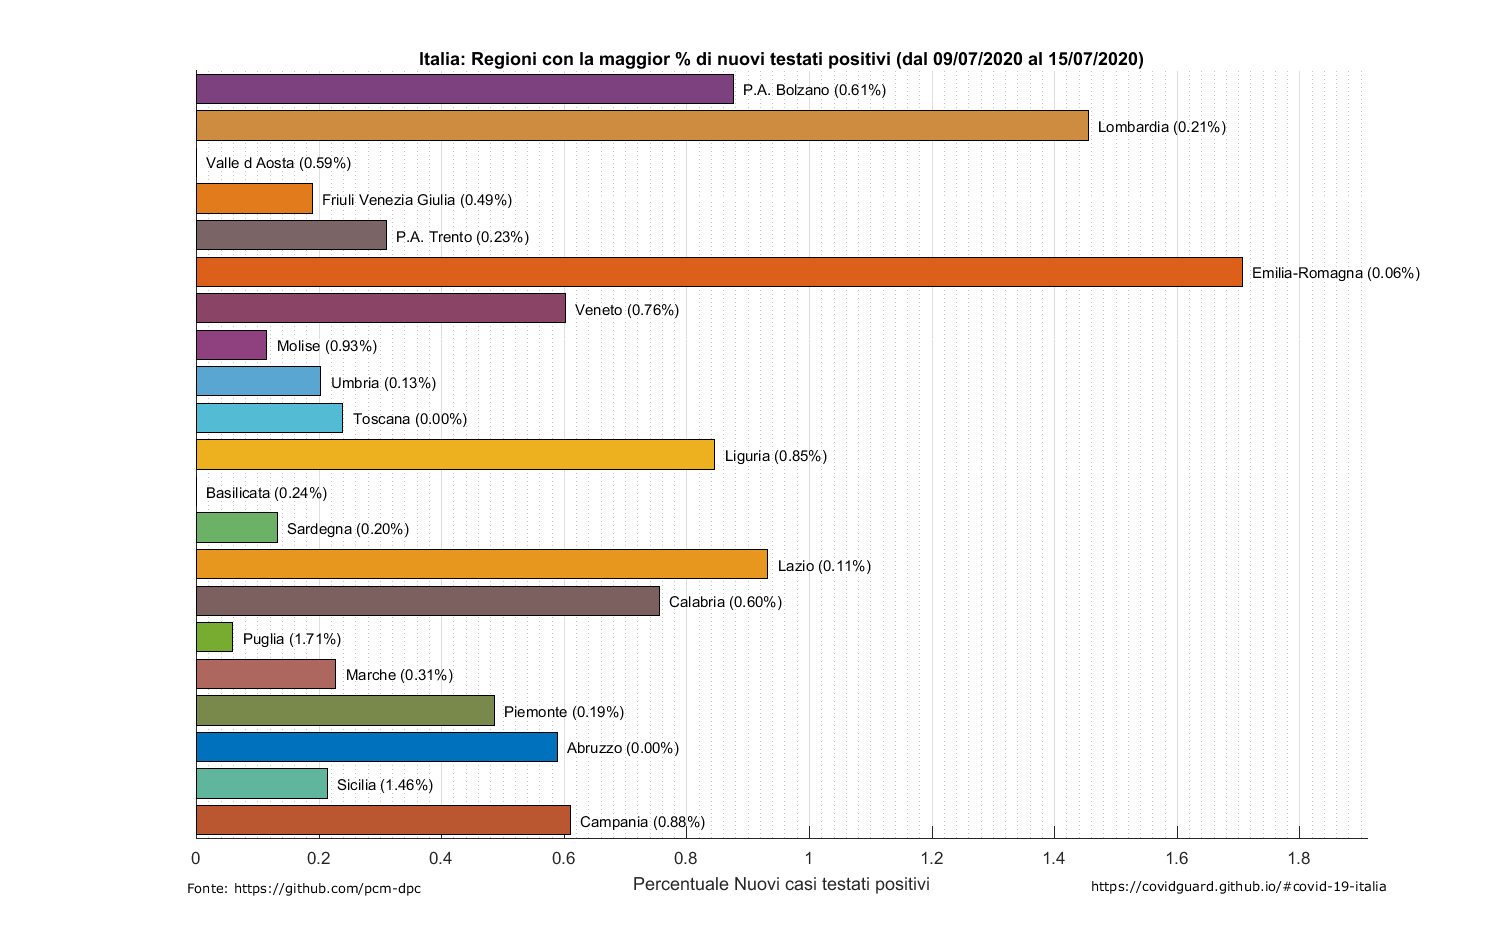 Italia: Regioni con la maggior % di nuovi testati positivi (dal 09/07/2020 al 15/07/2020)
P.A. Bolzano (0.61%)
Lombardia (0.21%)
Valle d Aosta (0.59%)
Friuli Venezia Giulia (0.49%)
P.A. Trento (0.23%)
Emilia-Romagna (0.06%)
Veneto (0.76%)
Molise (0.93%)
Umbria (0.13%)
Toscana (0.00%)
Liguria (0.85%)
Basilicata (0.24%)
Sardegna (0.20%)
Lazio (0.11%)
Calabria (0.60%)
Puglia (1.71%)
Marche (0.31%)
Piemonte (0.19%)
Abruzzo (0.00%)
Sicilia (1.46%)
Campania (0.88%)
0 0.2 0.4 0.6 0.8 1 1.2 1.4 1.6 1.8
Percentuale Nuovi casi testati positivi
Fonte: https://github.com/pcm-dpc
https://covidguard.github.io/#covid-19-italia